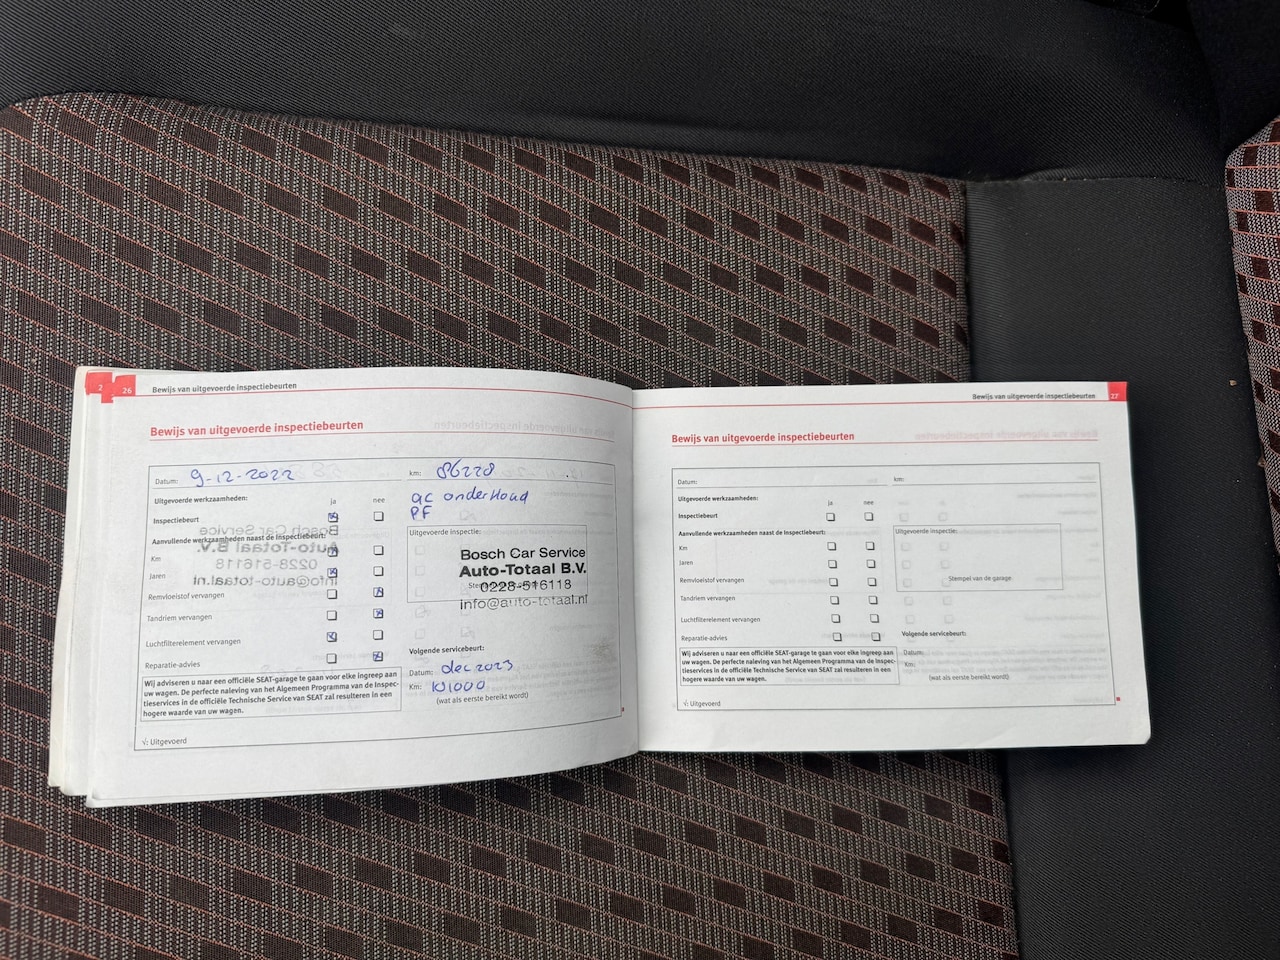 2
26
Bewijs van uitgevoerde inspectiebeurten
Bewijs van uitgevoerde inspectiebeurten
Datum: 9-12-2022
km: 86228
Uitgevoerde werkzaamheden:
ja
nee
gc onderhoud
PF
Inspectiebeurt
Aanvullende werkzaamheden naast de Inspectiebeurt:
Km
Jaren
Remvloeistof vervangen
Tandriem vervangen
Luchtfilterelement vervangen
Reparatie-advies
Uitgevoerde inspectie:
Bosch Car Service
Auto-Totaal B.V.
0228-516118
info@auto-totaal.nl
Volgende servicebeurt:
Datum: dec 2023
Km: 101000
(wat als eerste bereikt wordt)
Wij adviseren u naar een officiële SEAT-garage te gaan voor elke ingreep aan
uw wagen. De perfecte naleving van het Algemeen Programma van de Inspec-
tieservices in de officiële Technische Service van SEAT zal resulteren in een
hogere waarde van uw wagen.
√: Uitgevoerd
Bewijs van uitgevoerde inspectiebeurten
27
Bewijs van uitgevoerde inspectiebeurten
Datum:
km:
Uitgevoerde werkzaamheden:
ja
nee
Inspectiebeurt
Aanvullende werkzaamheden naast de Inspectiebeurt:
Km
Jaren
Remvloeistof vervangen
Tandriem vervangen
Luchtfilterelement vervangen
Reparatie-advies
Uitgevoerde inspectie:
Stempel van de garage
Volgende servicebeurt:
Datum:
Km:
(wat als eerste bereikt wordt)
Wij adviseren u naar een officiële SEAT-garage te gaan voor elke ingreep aan
uw wagen. De perfecte naleving van het Algemeen Programma van de Inspec-
tieservices in de officiële Technische Service van SEAT zal resulteren in een
hogere waarde van uw wagen.
√: Uitgevoerd